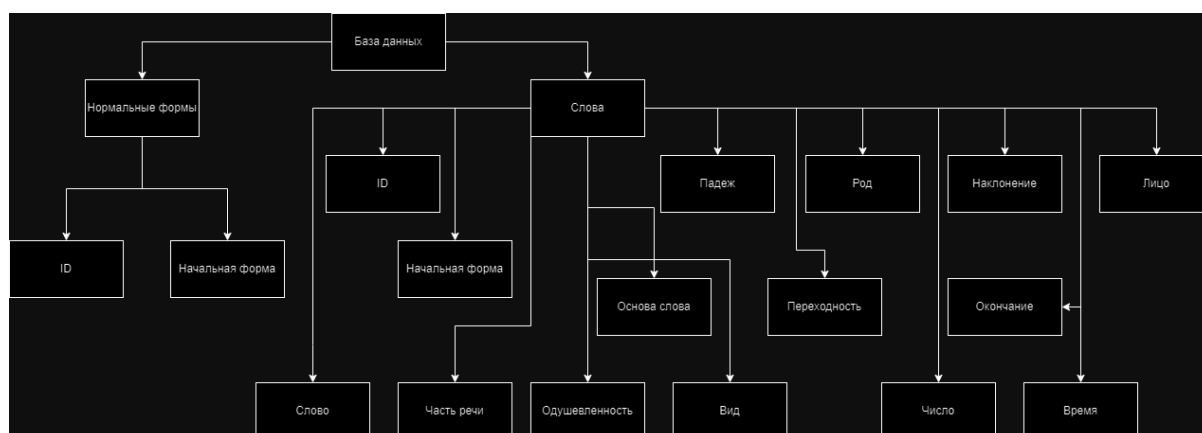 База данных
Нормальные формы
Слова
ID
Падеж
Род
Наклонение
Лицо
ID
Начальная форма
Начальная форма
Основа слова
Переходность
Окончание
Слово
Часть речи
Одушевленность
Вид
Число
Время